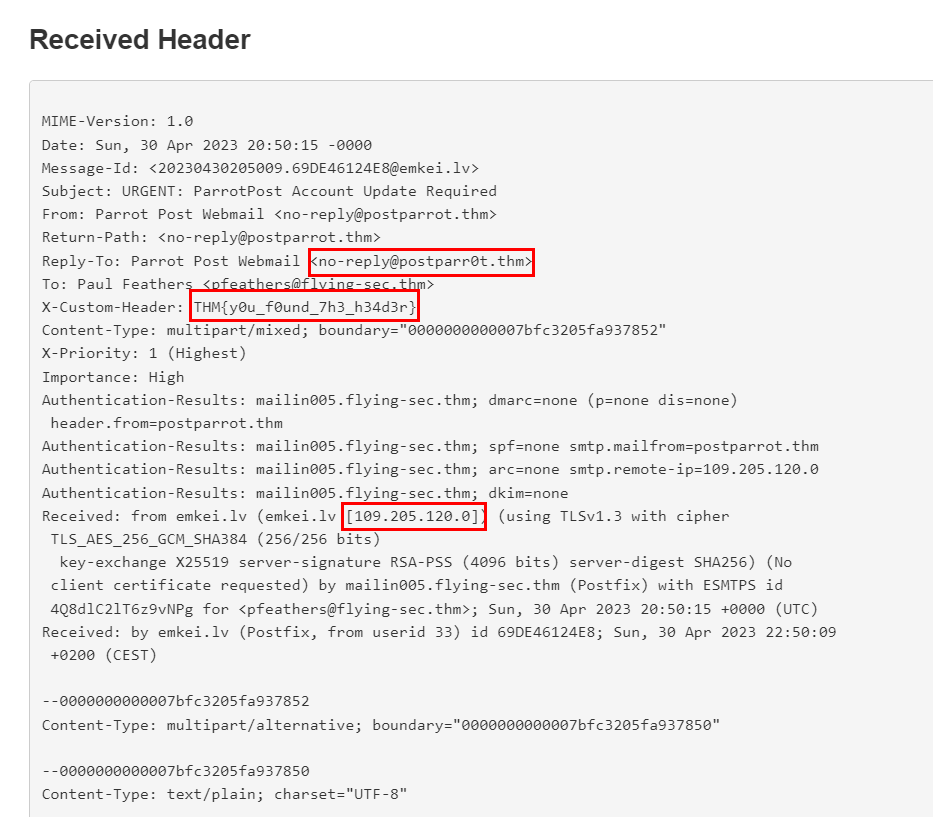 Received Header
MIME-Version: 1.0
Date: Sun, 30 Apr 2023 20:50:15 -0000
Message-Id: <20230430205009.69DE46124E8@emkei.lv>
Subject: URGENT: ParrotPost Account Update Required
From: Parrot Post Webmail <no-reply@postparrot.thm>
Return-Path: <no-reply@postparrot.thm>
Reply-To: Parrot Post Webmail <no-reply@postparr0t.thm>
To: Paul Feathers <pfeathers@flying-sec.thm>
X-Custom-Header: THM{y0u_f0und_7h3_h34d3r}
Content-Type: multipart/mixed; boundary="0000000000007bfc3205fa937852"
X-Priority: 1 (Highest)
Importance: High
Authentication-Results: mailin005.flying-sec.thm; dmarc=none (p=none dis=none)
header.from=postparrot.thm
Authentication-Results: mailin005.flying-sec.thm; spf=none smtp.mailfrom=postparrot.thm
Authentication-Results: mailin005.flying-sec.thm; arc=none smtp.remote-ip=109.205.120.0
Authentication-Results: mailin005.flying-sec.thm; dkim=none
Received: from emkei.lv (emkei.lv [109.205.120.0]) (using TLSv1.3 with cipher
TLS_AES_256_GCM_SHA384 (256/256 bits)
key-exchange X25519 server-signature RSA-PSS (4096 bits) server-digest SHA256) (No
client certificate requested) by mailin005.flying-sec.thm (Postfix) with ESMTPS id
4Q8dlC2lT6z9vNPg for <pfeathers@flying-sec.thm>; Sun, 30 Apr 2023 20:50:15 +0000 (UTC)
Received: by emkei.lv (Postfix, from userid 33) id 69DE46124E8; Sun, 30 Apr 2023 22:50:09
+0200 (CEST)
--0000000000007bfc3205fa937852
Content-Type: multipart/alternative; boundary="0000000000007bfc3205fa937850"
--0000000000007bfc3205fa937850
Content-Type: text/plain; charset="UTF-8"